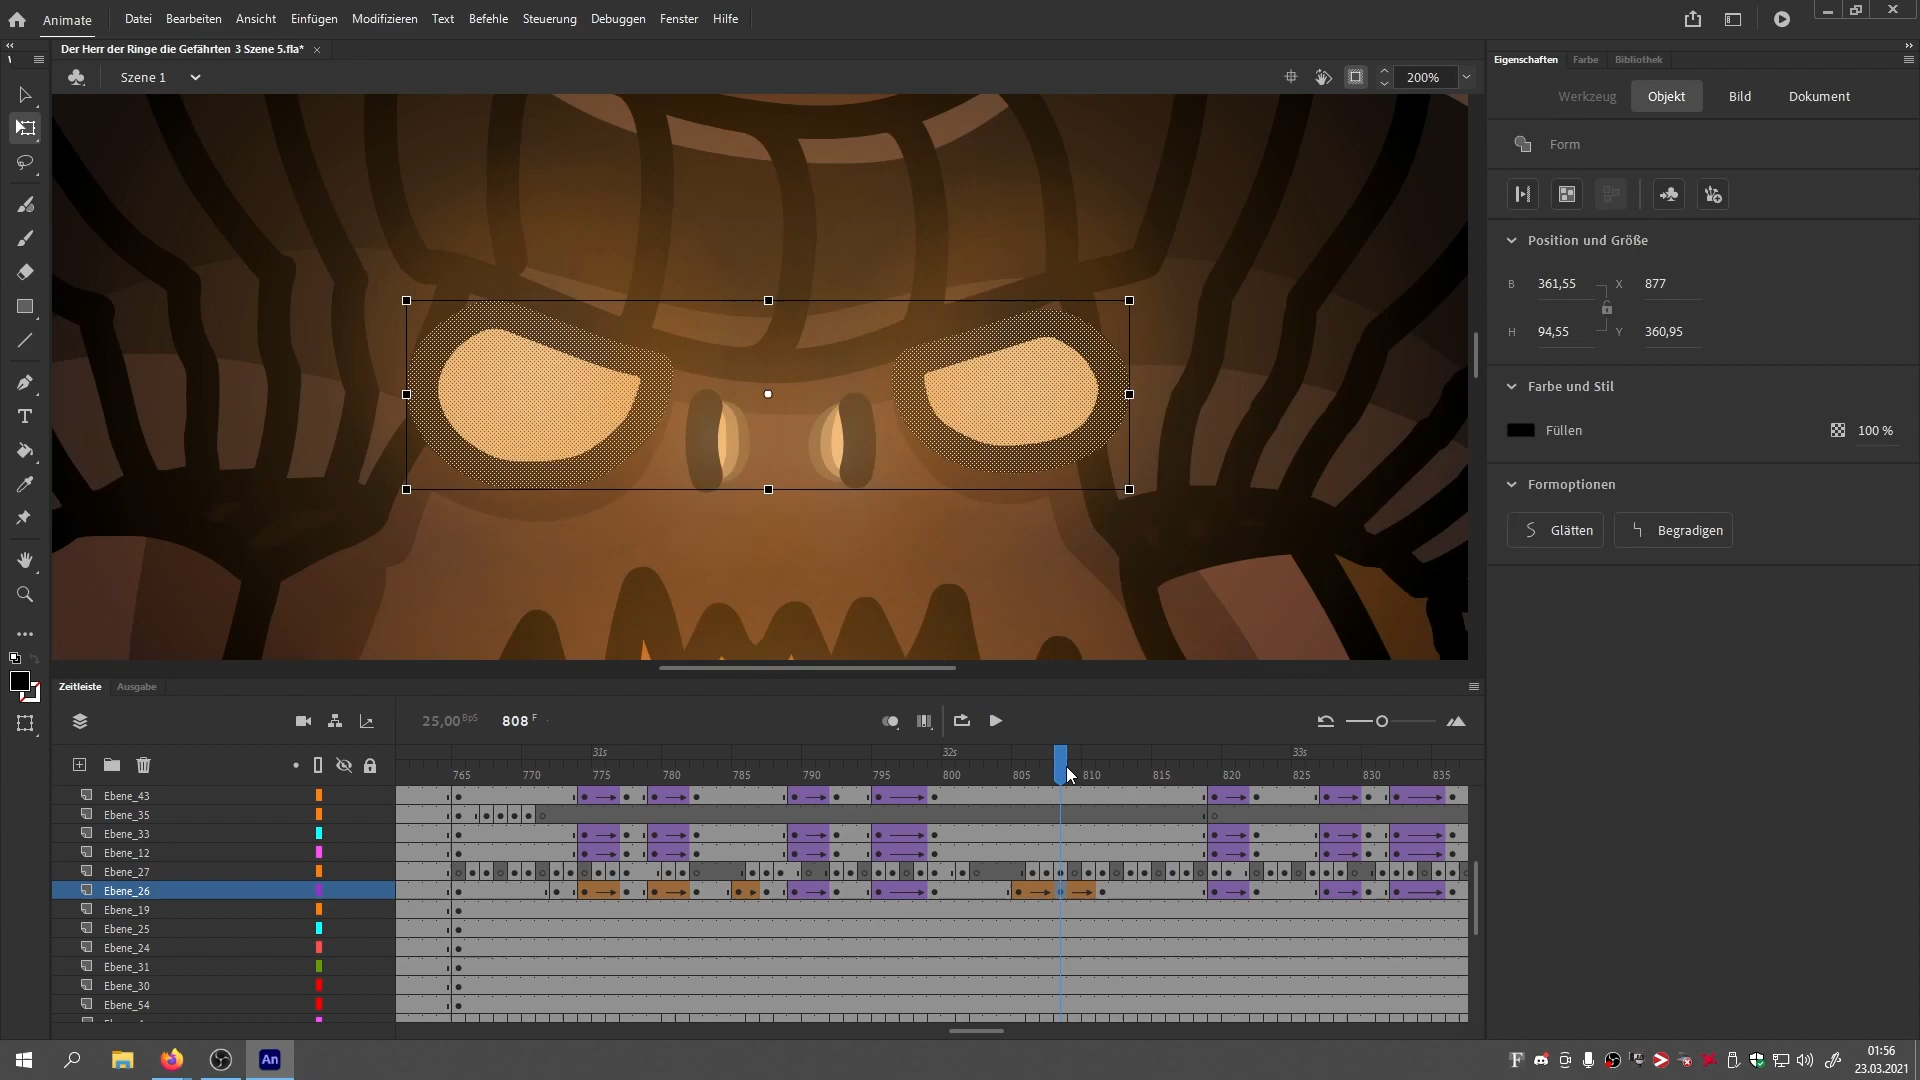 Animate
Datei Bearbeiten Ansicht Einfügen Modifizieren Text Befehle Steuerung Debuggen Fenster Hilfe
Der Herr der Ringe die Gefährten 3 Szene 5.fla*
Szene 1
200%
Eigenschaften Farbe Bibliothek
Werkzeug Objekt Bild Dokument
Form
Position und Größe
B 361,55 X 877
H 94,55 Y 360,95
Farbe und Stil
Füllen 100 %
Formoptionen
Glätten Begradigen
Zeitleiste Ausgabe
25,00 BpS 808 F
31s 32s 33s
765 770 775 780 785 790 795 800 805 810 815 820 825 830 835
Ebene_43
Ebene_35
Ebene_33
Ebene_12
Ebene_27
Ebene_26
Ebene_19
Ebene_25
Ebene_24
Ebene_31
Ebene_30
Ebene_54
An
01:56
23.03.2021